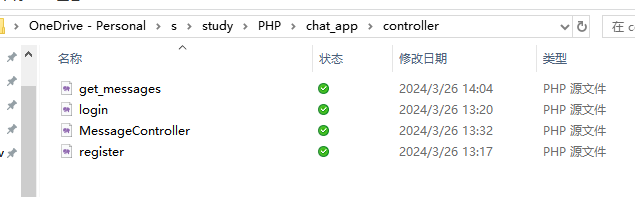 OneDrive - Personal > s > study > PHP > chat_app > controller 在
名称 状态 修改日期 类型
get_messages 2024/3/26 14:04 PHP 源文件
login 2024/3/26 13:20 PHP 源文件
MessageController 2024/3/26 13:32 PHP 源文件
register 2024/3/26 13:17 PHP 源文件